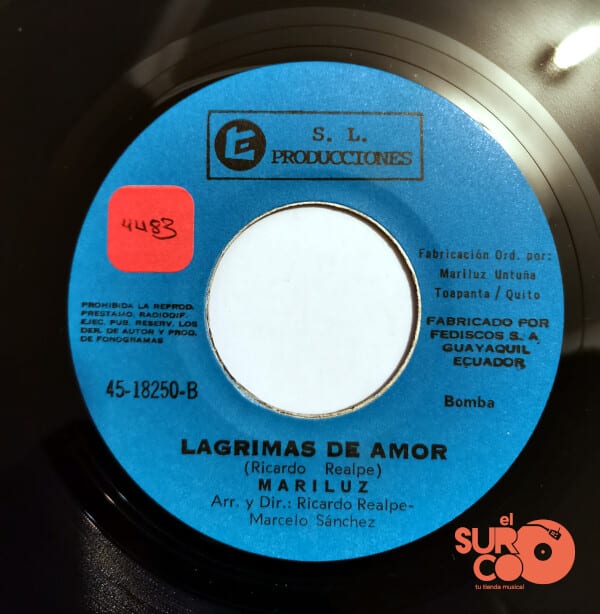 S. L.
PRODUCCIONES
4483
Fabricación Ord. por:
Mariluz Untuña
Toapanta / Quito
PROHIBIDA LA REPROD.
PRESTAMO, RADIODIF.
EJEC. PUB. RESERV. LOS
DER. DE AUTOR Y PROD.
DE FONOGRAMAS
FABRICADO POR
FEDISCOS S. A.
GUAYAQUIL
ECUADOR
45-18250-B
Bomba
LAGRIMAS DE AMOR
(Ricardo Realpe)
MARILUZ
Arr. y Dir.: Ricardo Realpe-
Marcelo Sánchez
el
SURCO
tu tienda musical